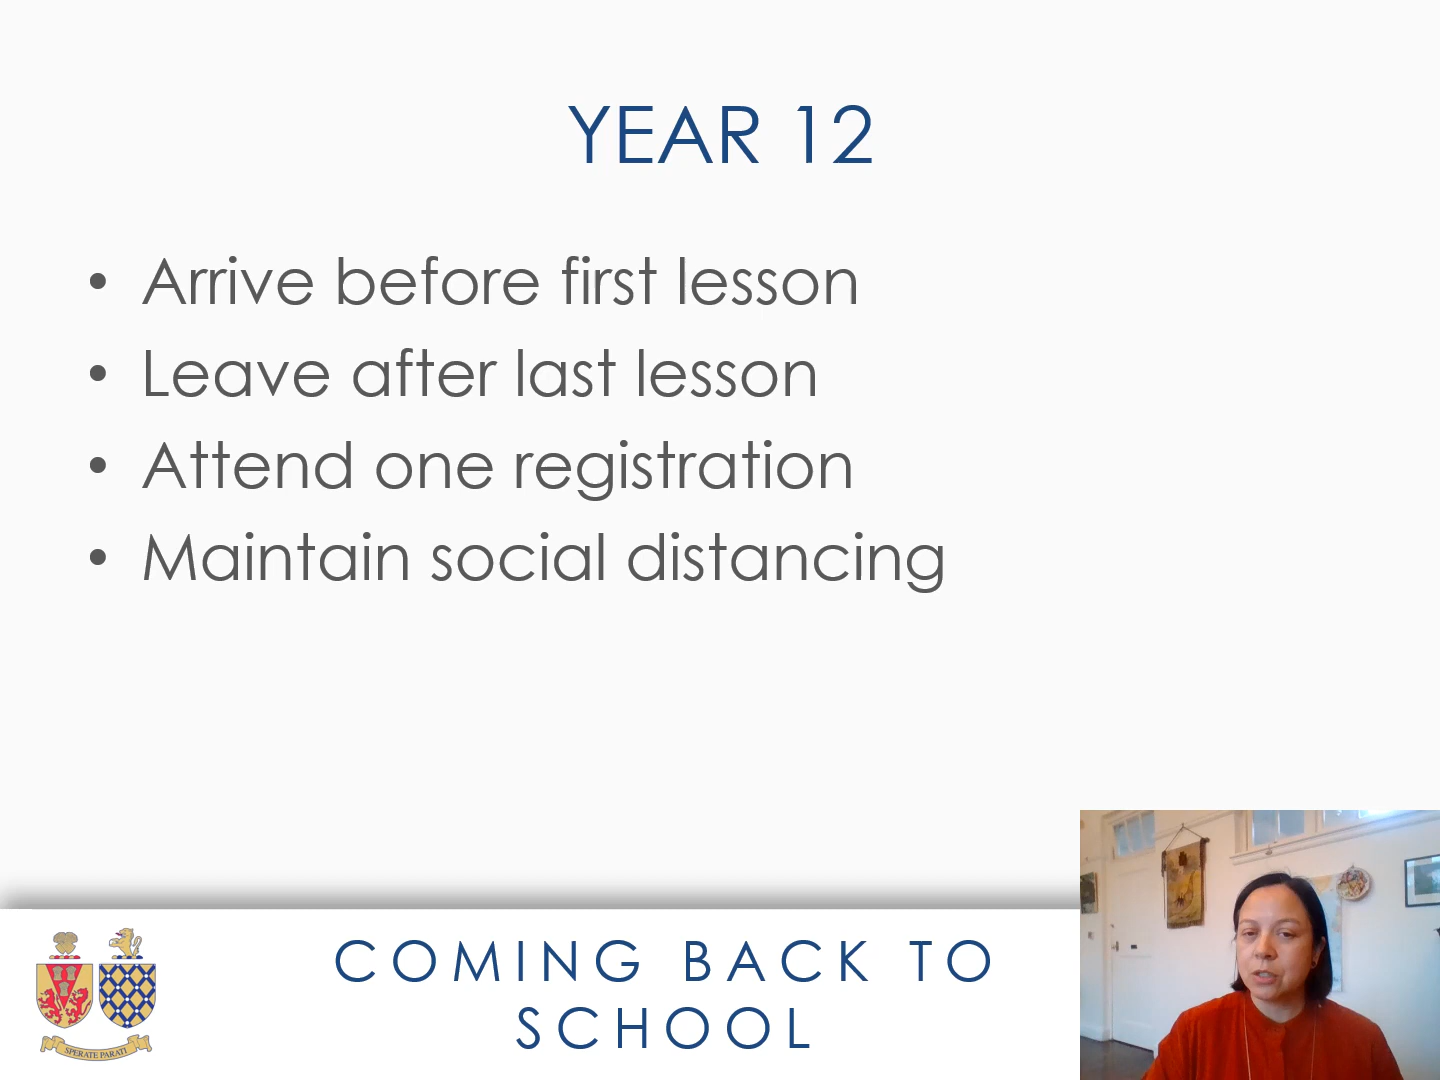 YEAR 12
• Arrive before first lesson
• Leave after last lesson
• Attend one registration
• Maintain social distancing
COMING BACK TO
SCHOOL
SPERATE PARATI